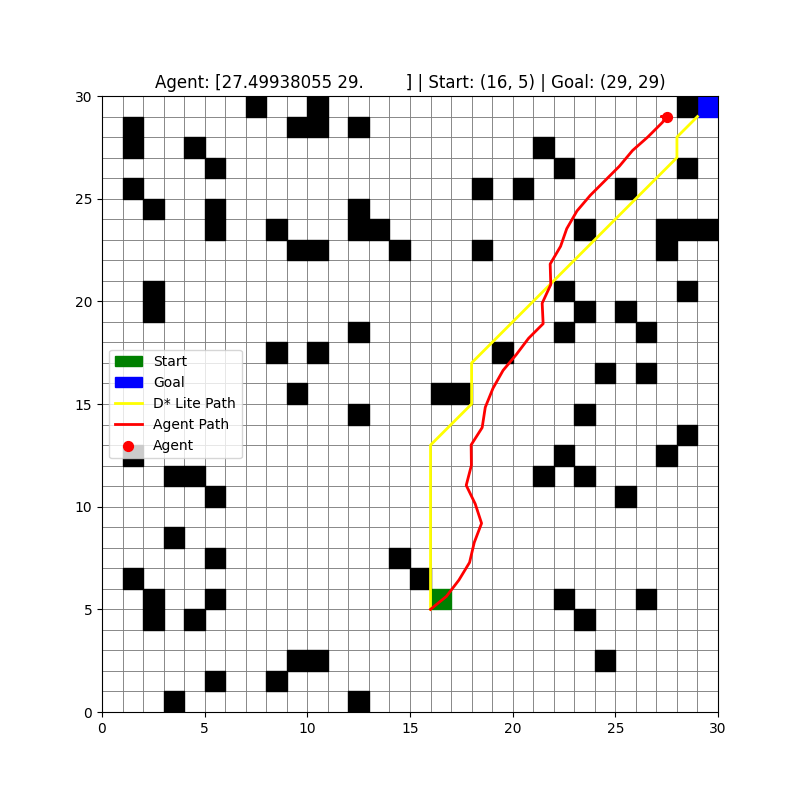 Agent: [27.49938055 29.        ] | Start: (16, 5) | Goal: (29, 29)
30
25
20
15
10
5
0
Start
Goal
D* Lite Path
Agent Path
Agent
0 5 10 15 20 25 30